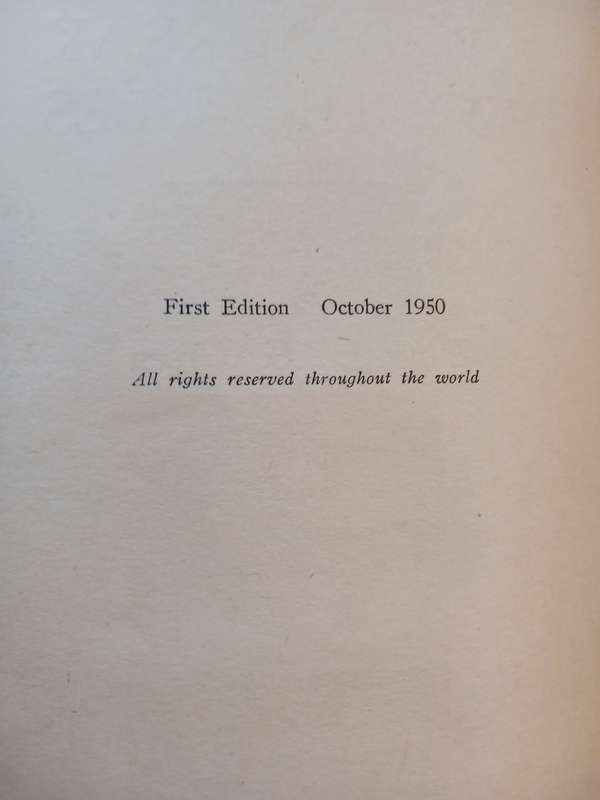 First Edition October 1950
All rights reserved throughout the world